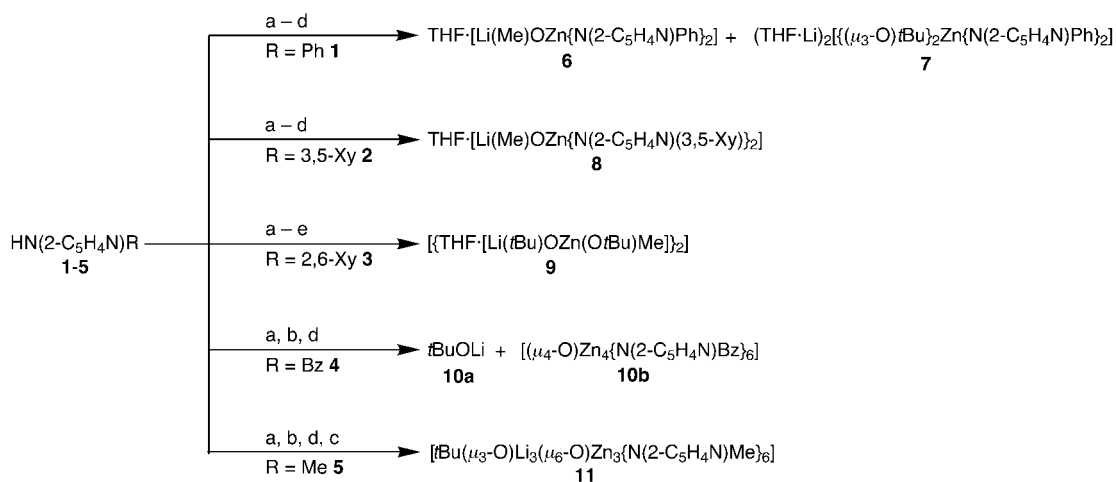 a – d
R = Ph 1
THF·[Li(Me)OZn{N(2-C₅H₄N)Ph}₂] + (THF·Li)₂[{(μ₃-O)tBu}₂Zn{N(2-C₅H₄N)Ph}₂]
6 7
a – d
R = 3,5-Xy 2
THF·[Li(Me)OZn{N(2-C₅H₄N)(3,5-Xy)}₂]
8
HN(2-C₅H₄N)R
1-5
a – e
R = 2,6-Xy 3
[{THF·[Li(tBu)OZn(OtBu)Me]}₂]
9
a, b, d
R = Bz 4
tBuOLi + [(μ₄-O)Zn₄{N(2-C₅H₄N)Bz}₆]
10a 10b
a, b, d, c
R = Me 5
[tBu(μ₃-O)Li₃(μ₆-O)Zn₃{N(2-C₅H₄N)Me}₆]
11